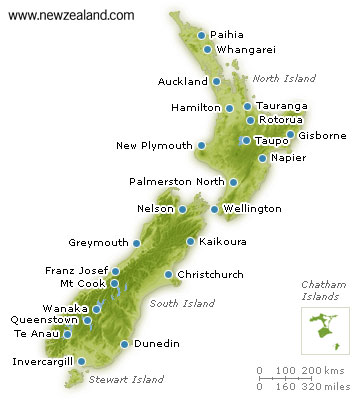 www.newzealand.com
Paihia
Whangarei
Auckland
North Island
Hamilton
Tauranga
Rotorua
Gisborne
Taupo
New Plymouth
Napier
Palmerston North
Nelson
Wellington
Greymouth
Kaikoura
Franz Josef
Mt Cook
Christchurch
Chatham
Islands
South Island
Wanaka
Queenstown
Te Anau
Dunedin
Invercargill
Stewart Island
0 100 200 kms
0 160 320 miles